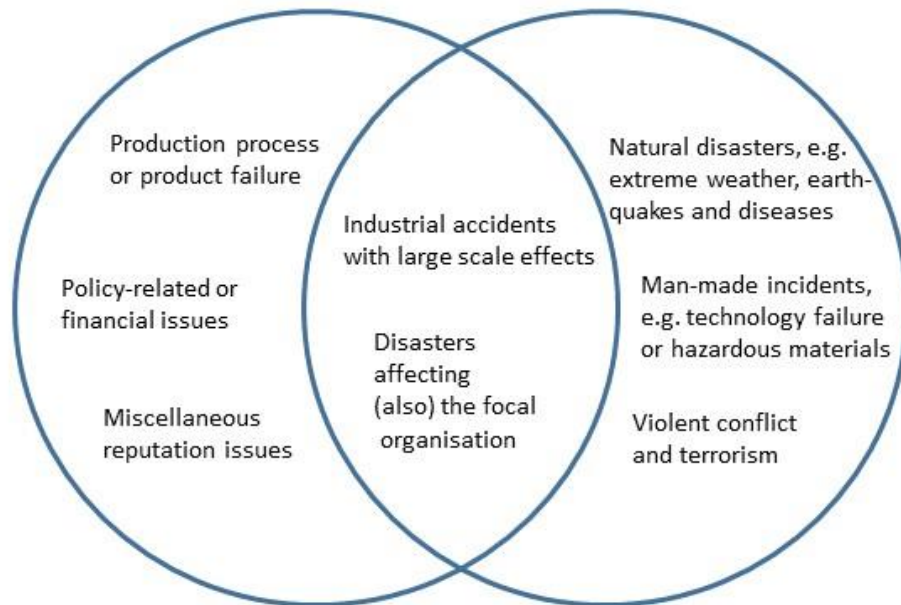 Production process
or product failure
Policy-related or
financial issues
Miscellaneous
reputation issues
Industrial accidents
with large scale effects
Disasters
affecting
(also) the focal
organisation
Natural disasters, e.g.
extreme weather, earth-
quakes and diseases
Man-made incidents,
e.g. technology failure
or hazardous materials
Violent conflict
and terrorism